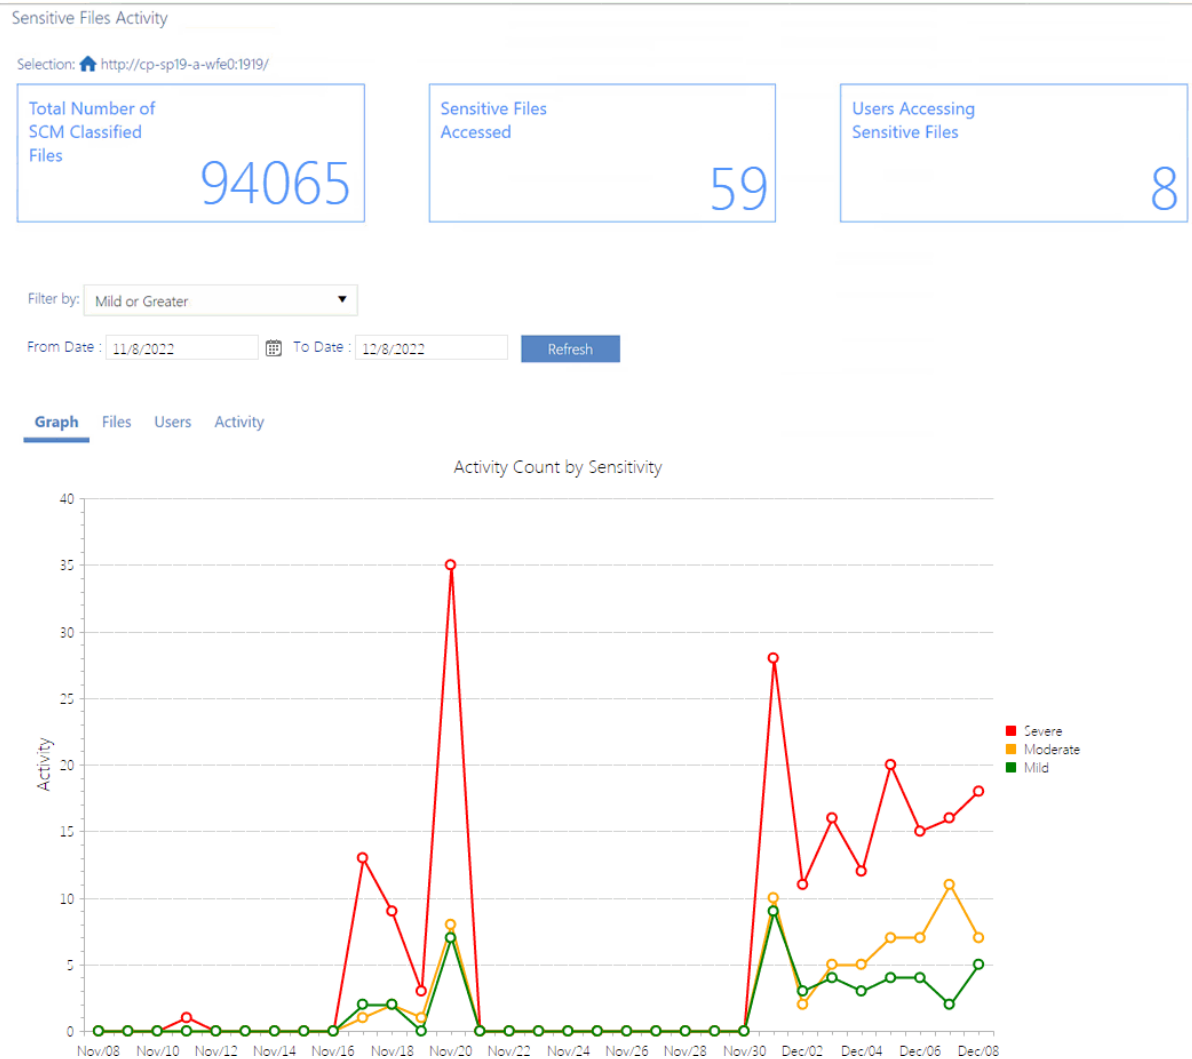 Sensitive Files Activity
Selection: http://cp-sp19-a-wfe0:1919/
Total Number of
SCM Classified
Files
94065
Sensitive Files
Accessed
59
Users Accessing
Sensitive Files
8
Filter by: Mild or Greater
From Date : 11/8/2022 To Date : 12/8/2022 Refresh
Graph Files Users Activity
Activity Count by Sensitivity
40
35
30
25
20
15
10
5
0
Activity
Severe
Moderate
Mild
Nov/08 Nov/10 Nov/12 Nov/14 Nov/16 Nov/18 Nov/20 Nov/22 Nov/24 Nov/26 Nov/28 Nov/30 Dec/02 Dec/04 Dec/06 Dec/08